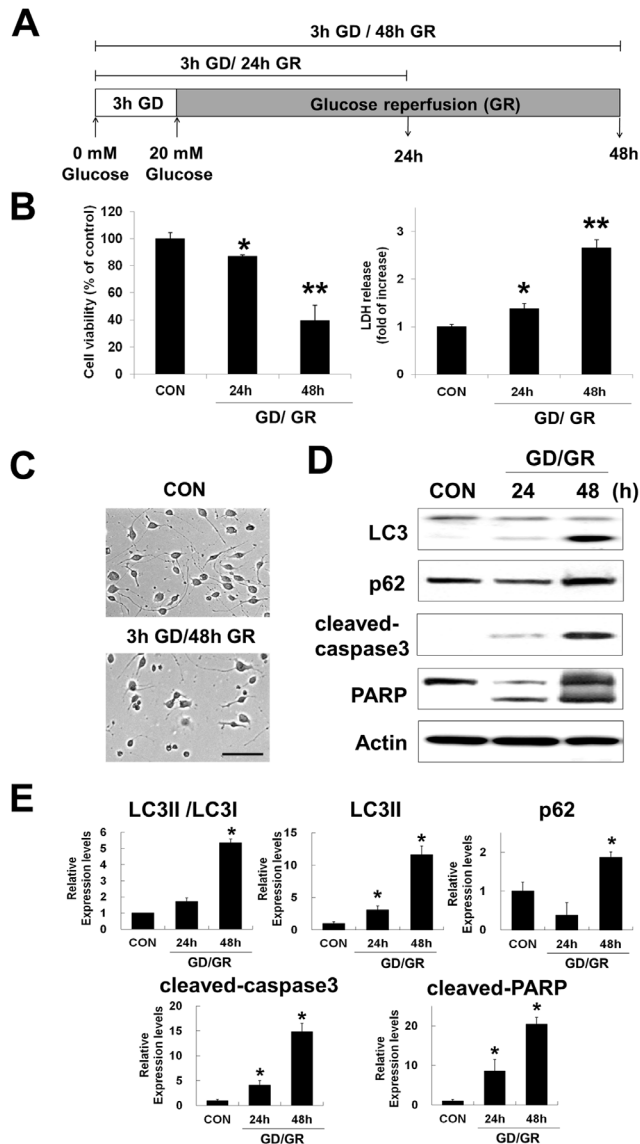 A
3h GD / 48h GR
3h GD/ 24h GR
3h GD
Glucose reperfusion (GR)
0 mM
Glucose
20 mM
Glucose
24h
48h
B
Cell viability (% of control)
120
100
80
60
40
20
0
*
**
CON
24h
48h
GD/ GR
LDH release
(fold of increase)
3
2
1
0
*
**
CON
24h
48h
GD/ GR
C
CON
3h GD/48h GR
D
GD/GR
CON 24 48 (h)
LC3
p62
cleaved-
caspase3
PARP
Actin
E
LC3II /LC3I
Relative
Expression levels
6
5
4
3
2
1
0
*
CON
24h
48h
GD/GR
LC3II
Relative
Expression levels
15
10
5
0
*
*
CON
24h
48h
GD/GR
p62
Relative
Expression levels
2
1
0
*
CON
24h
48h
GD/GR
cleaved-caspase3
Relative
Expression levels
20
15
10
5
0
*
*
CON
24h
48h
GD/GR
cleaved-PARP
Relative
Expression levels
20
10
0
*
*
CON
24h
48h
GD/GR